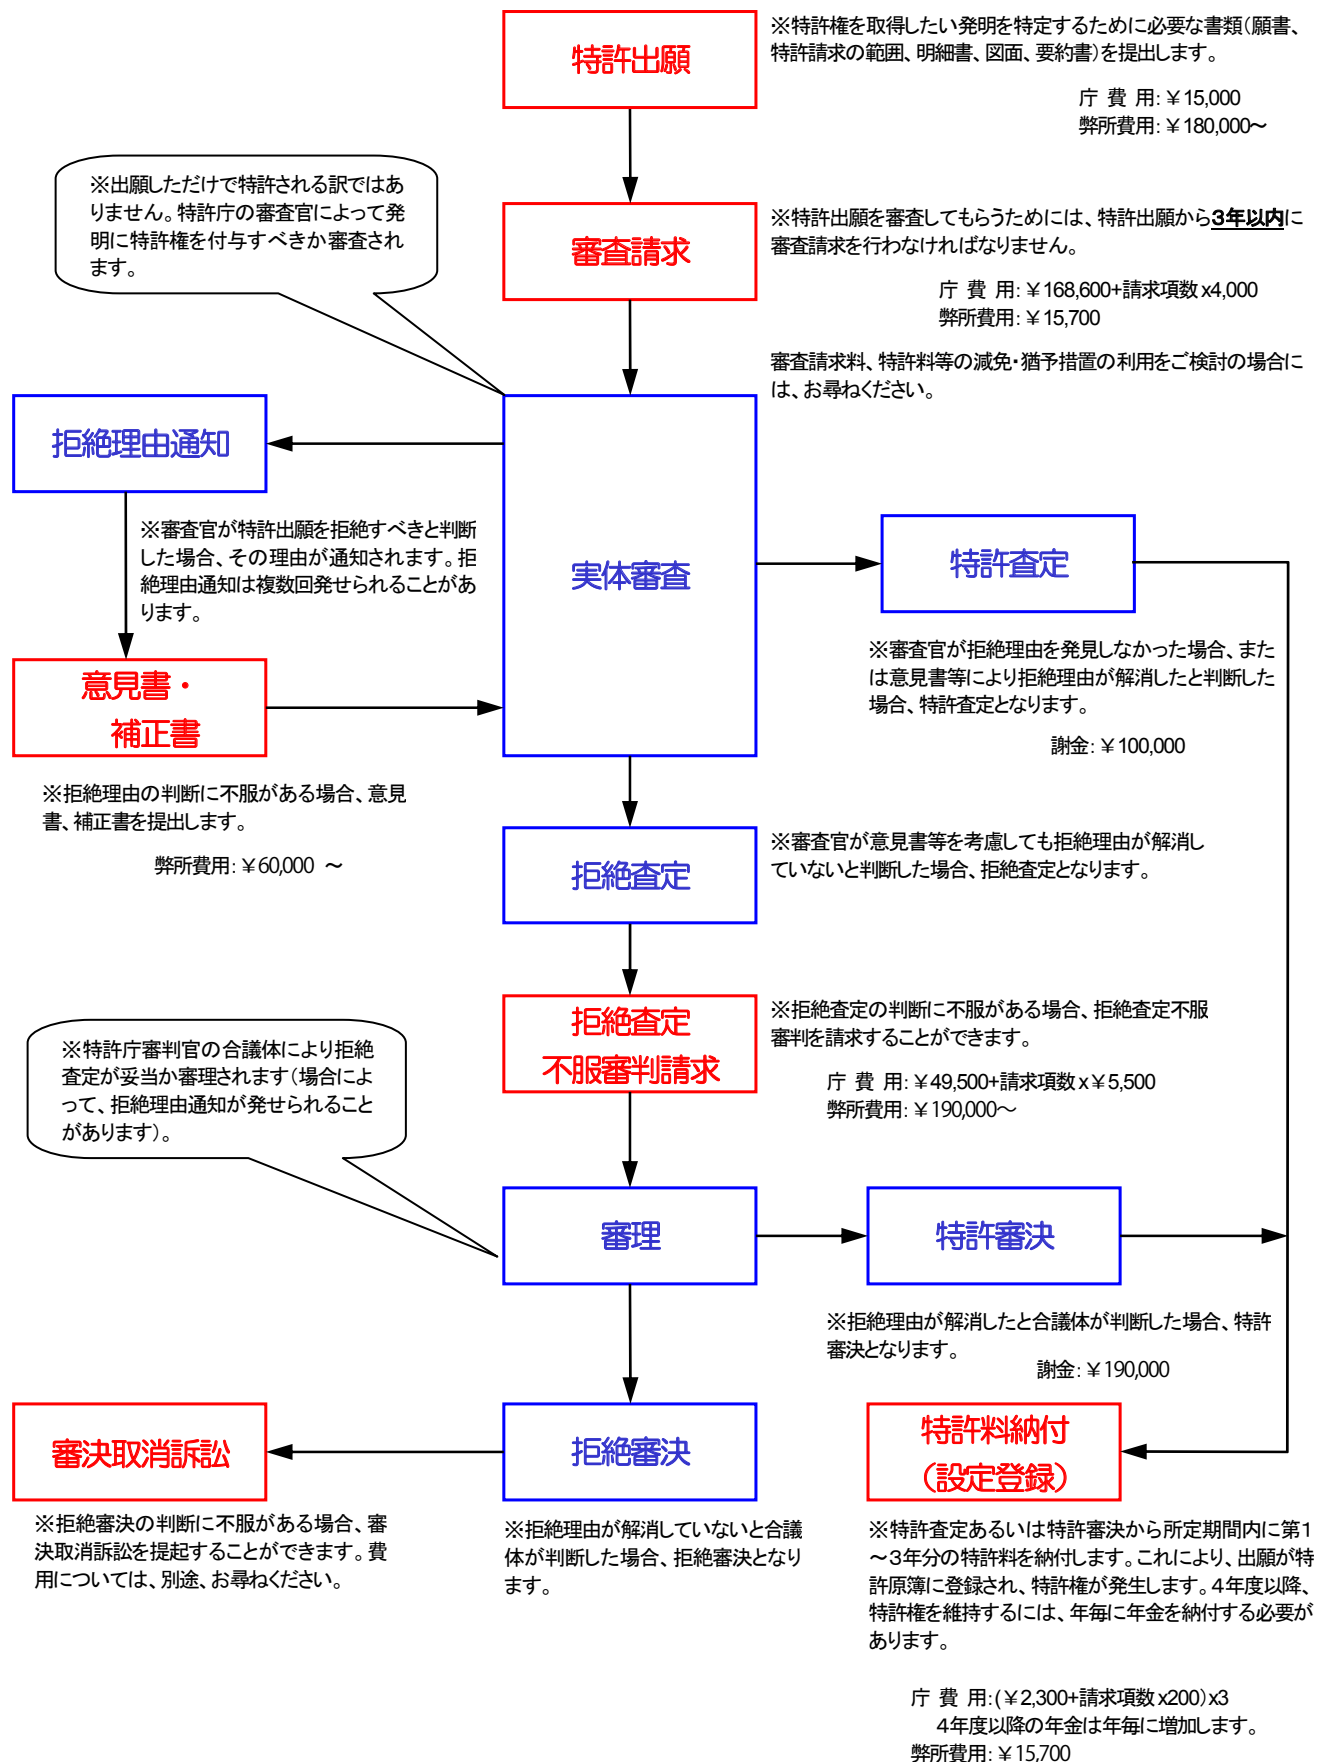 特許出願
※特許権を取得したい発明を特定するために必要な書類（願書、
特許請求の範囲、明細書、図面、要約書）を提出します。
庁 費 用：￥15,000
弊所費用：￥180,000～
※出願しただけで特許される訳ではあ
りません。特許庁の審査官によって発
明に特許権を付与すべきか審査され
ます。
審査請求
※特許出願を審査してもらうためには、特許出願から3年以内に
審査請求を行わなければなりません。
庁 費 用：￥168,600+請求項数x4,000
弊所費用：￥15,700
審査請求料、特許料等の減免・猶予措置の利用をご検討の場合に
は、お尋ねください。
拒絶理由通知
※審査官が特許出願を拒絶すべきと判断
した場合、その理由が通知されます。拒
絶理由通知は複数回発せられることがあ
ります。
実体審査
特許査定
※審査官が拒絶理由を発見しなかった場合、また
は意見書等により拒絶理由が解消したと判断した
場合、特許査定となります。
謝金：￥100,000
意見書・
補正書
※拒絶理由の判断に不服がある場合、意見
書、補正書を提出します。
弊所費用：￥60,000 ～
拒絶査定
※審査官が意見書等を考慮しても拒絶理由が解消し
ていないと判断した場合、拒絶査定となります。
拒絶査定
不服審判請求
※拒絶査定の判断に不服がある場合、拒絶査定不服
審判を請求することができます。
庁 費 用：￥49,500+請求項数x￥5,500
弊所費用：￥190,000～
※特許庁審判官の合議体により拒絶
査定が妥当か審理されます（場合によ
って、拒絶理由通知が発せられること
があります）。
審理
特許審決
※拒絶理由が解消したと合議体が判断した場合、特許
審決となります。
謝金：￥190,000
審決取消訴訟
※拒絶審決の判断に不服がある場合、審
決取消訴訟を提起することができます。費
用については、別途、お尋ねください。
拒絶審決
※拒絶理由が解消していないと合議
体が判断した場合、拒絶審決となり
ます。
特許料納付
（設定登録）
※特許査定あるいは特許審決から所定期間内に第1
～3年分の特許料を納付します。これにより、出願が特
許原簿に登録され、特許権が発生します。4年度以降、
特許権を維持するには、年毎に年金を納付する必要が
あります。
庁 費 用：（￥2,300+請求項数x200）x3
4年度以降の年金は年毎に増加します。
弊所費用：￥15,700